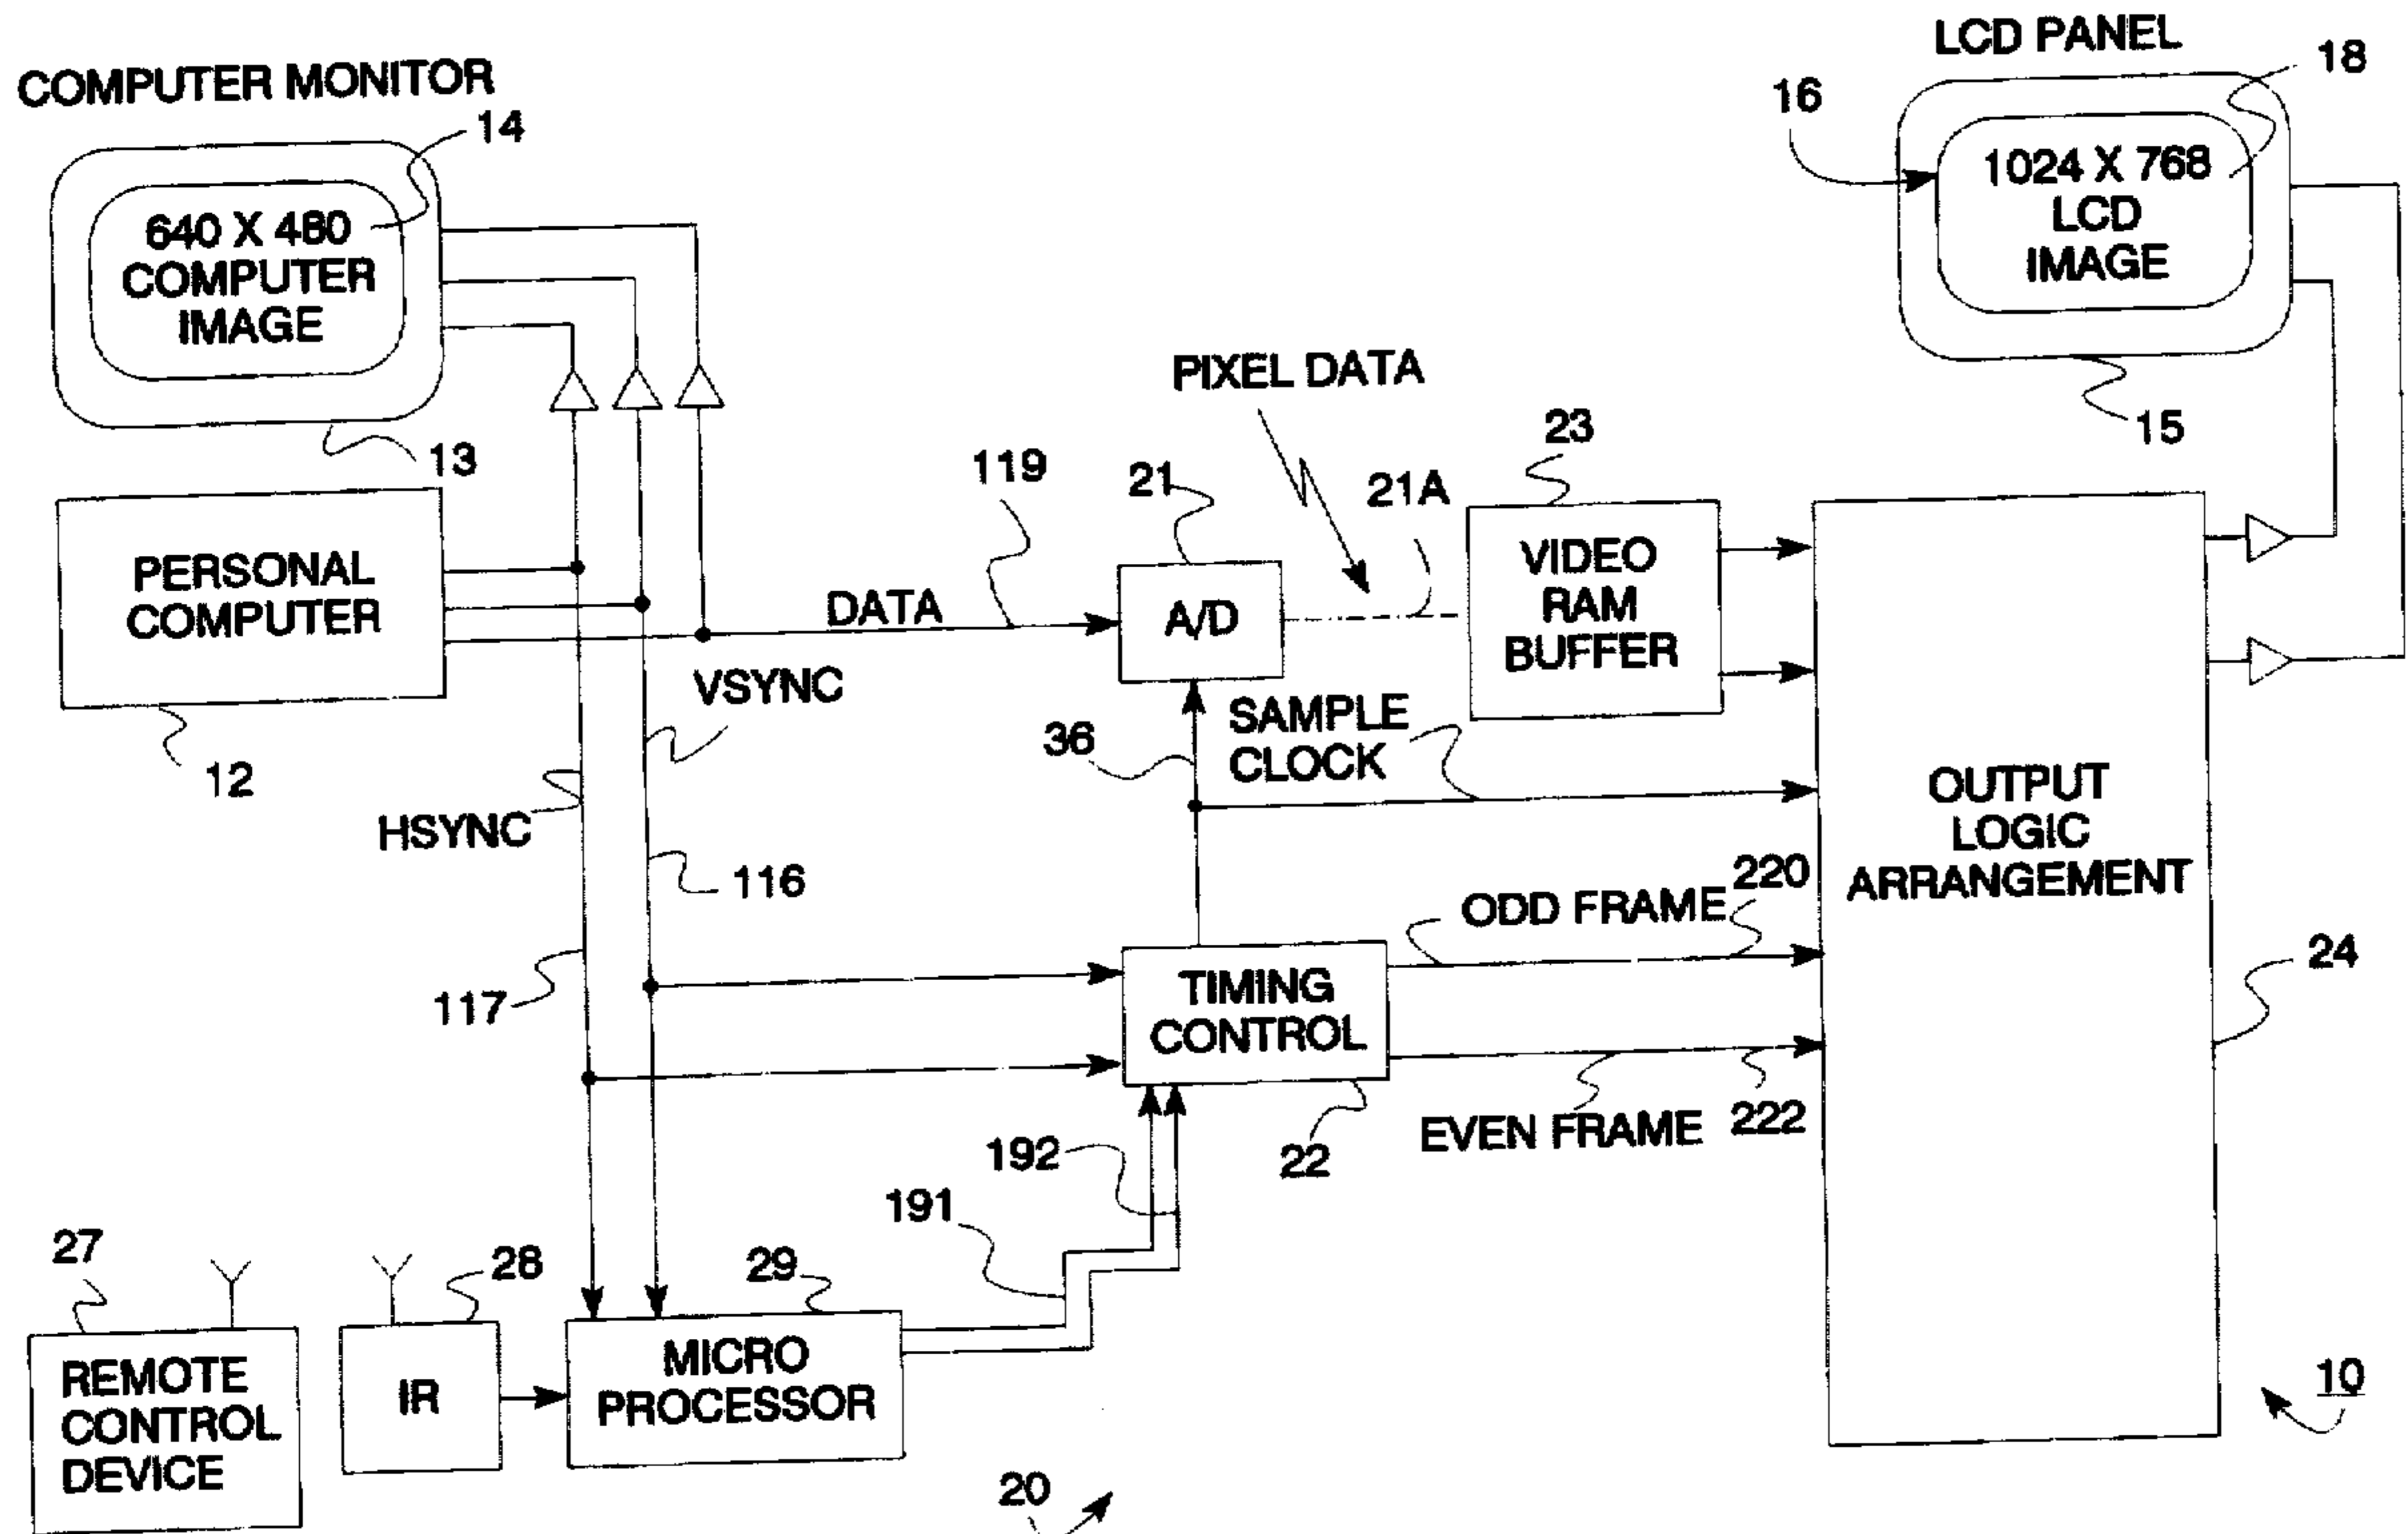 COMPUTER MONITOR
14
640 X 480
COMPUTER
IMAGE
13
LCD PANEL
18
16
1024 X 768
LCD
IMAGE
15
PERSONAL
COMPUTER
12
DATA
119
VSYNC
HSYNC
116
117
PIXEL DATA
21
21A
A/D
23
VIDEO
RAM
BUFFER
36
SAMPLE
CLOCK
OUTPUT
LOGIC
ARRANGEMENT
24
ODD FRAME
220
TIMING
CONTROL
22
EVEN FRAME
222
192
191
27
REMOTE
CONTROL
DEVICE
28
IR
29
MICRO
PROCESSOR
20
10